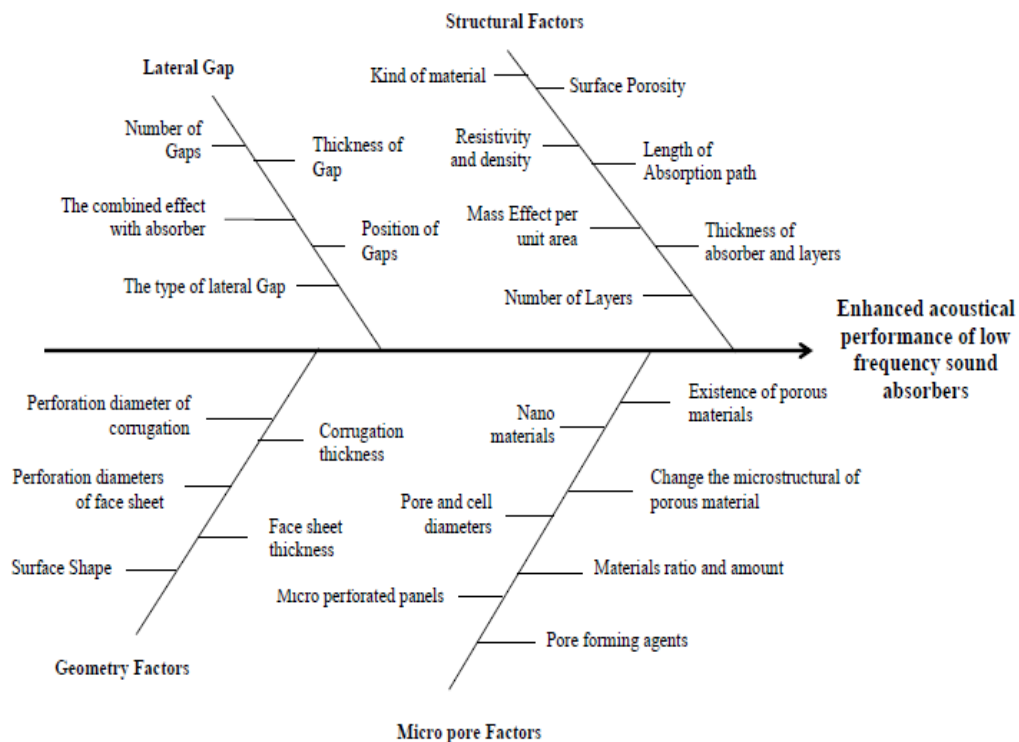 Structural Factors
Lateral Gap
Kind of material
Surface Porosity
Number of
Gaps
Thickness of
Gap
Resistivity
and density
Length of
Absorption path
The combined effect
with absorber
Position of
Gaps
Mass Effect per
unit area
Thickness of
absorber and layers
The type of lateral Gap
Number of Layers
Enhanced acoustical
performance of low
frequency sound
absorbers
Perforation diameter of
corrugation
Corrugation
thickness
Nano
materials
Existence of porous
materials
Perforation diameters
of face sheet
Face sheet
thickness
Pore and cell
diameters
Change the microstructural of
porous material
Surface Shape
Micro perforated panels
Materials ratio and amount
Pore forming agents
Geometry Factors
Micro pore Factors